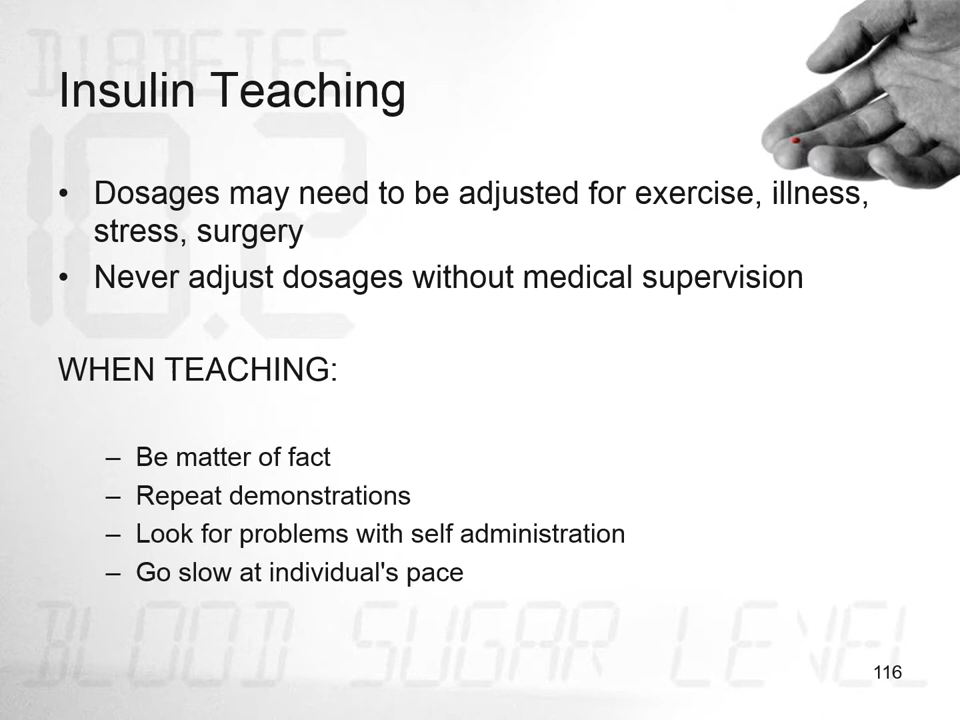 DIABETES
Insulin Teaching
10.2
• Dosages may need to be adjusted for exercise, illness,
stress, surgery
• Never adjust dosages without medical supervision
WHEN TEACHING:
– Be matter of fact
– Repeat demonstrations
– Look for problems with self administration
– Go slow at individual's pace
BLOOD SUGAR LEVEL
116